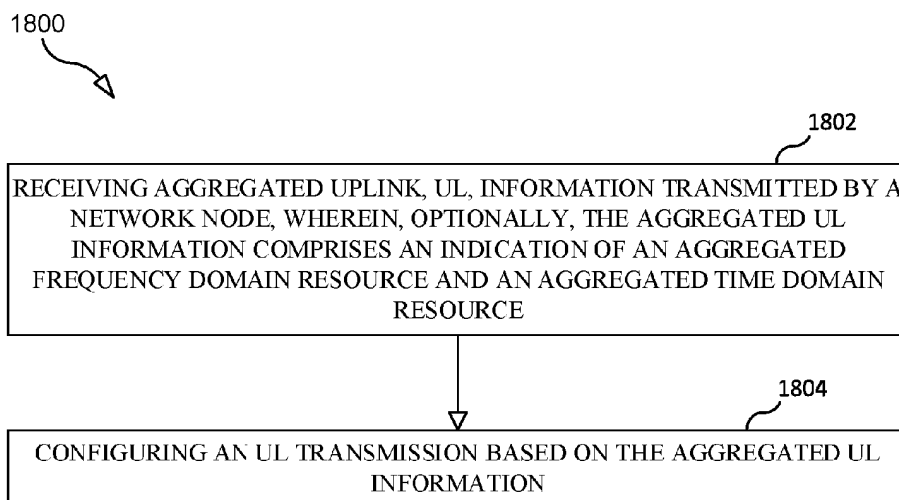 1800
1802
RECEIVING AGGREGATED UPLINK, UL, INFORMATION TRANSMITTED BY A
NETWORK NODE, WHEREIN, OPTIONALLY, THE AGGREGATED UL
INFORMATION COMPRISES AN INDICATION OF AN AGGREGATED
FREQUENCY DOMAIN RESOURCE AND AN AGGREGATED TIME DOMAIN
RESOURCE
1804
CONFIGURING AN UL TRANSMISSION BASED ON THE AGGREGATED UL
INFORMATION